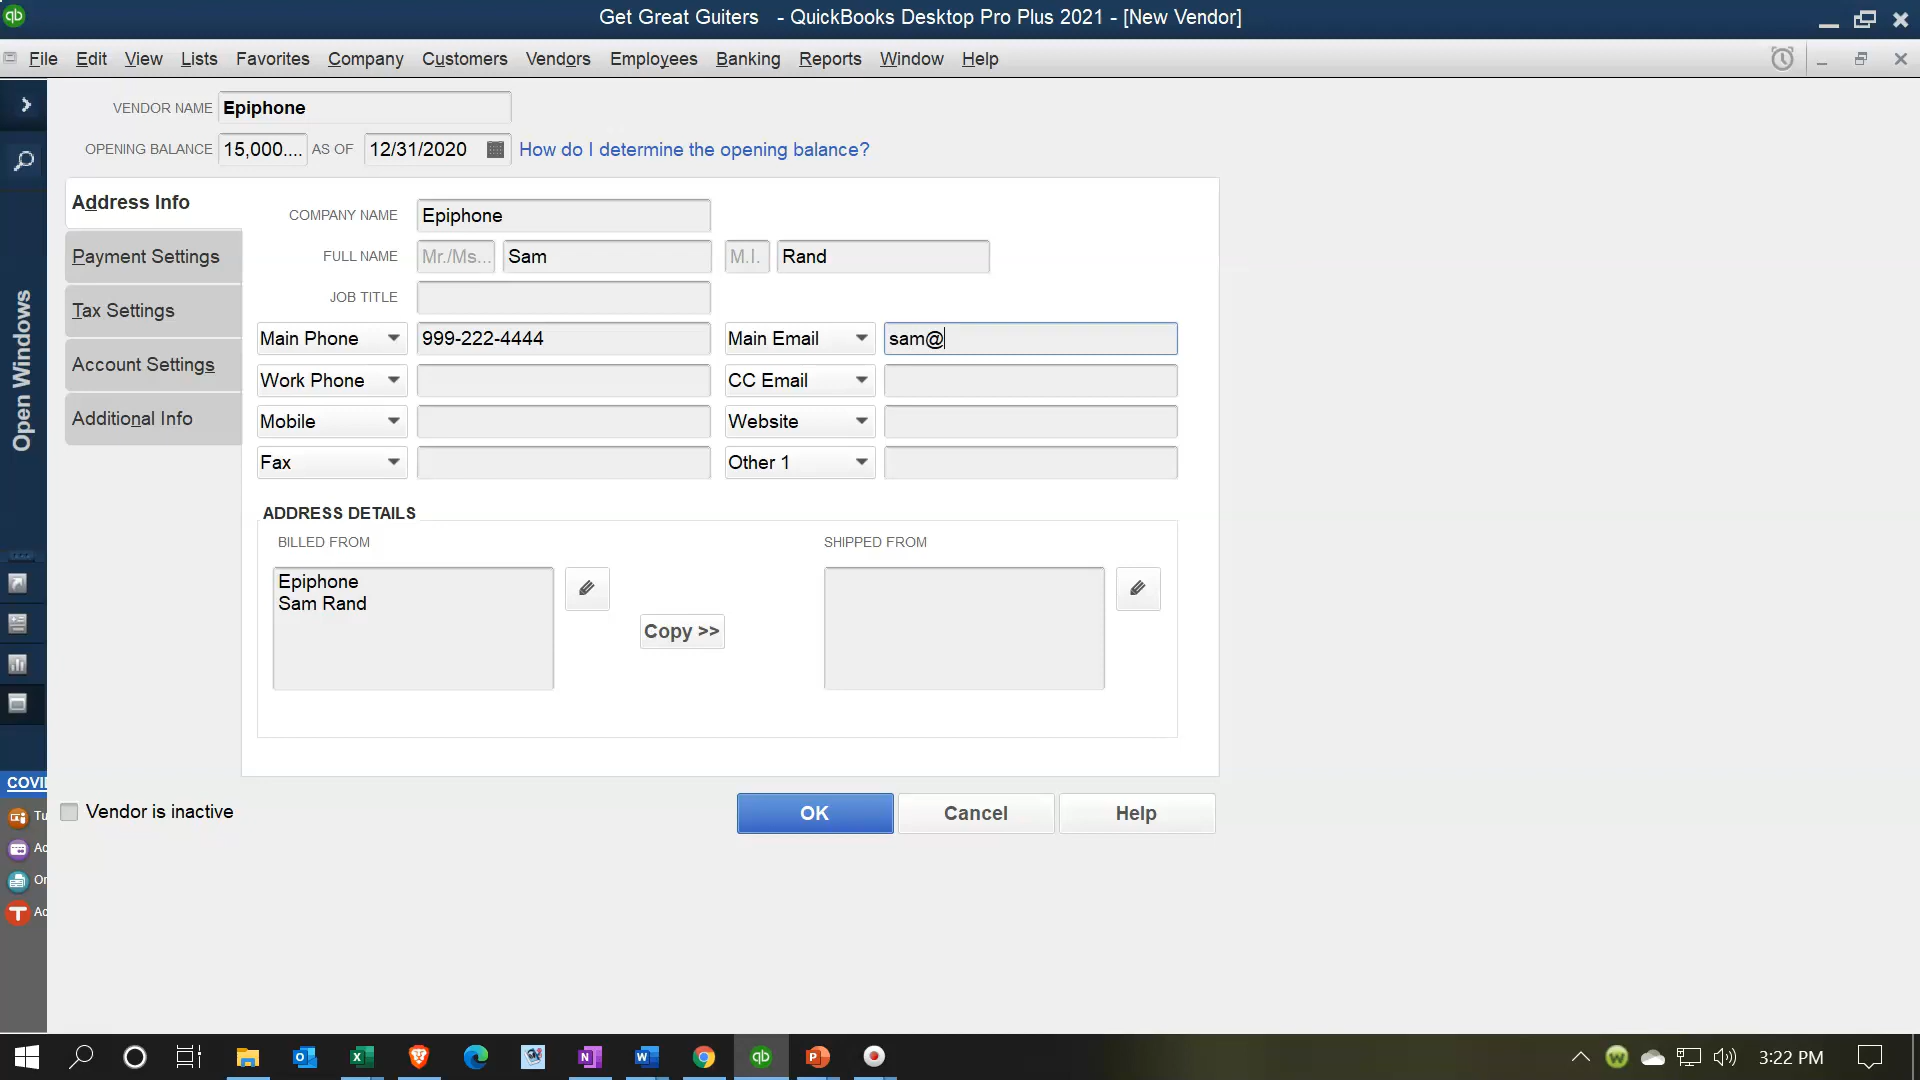 qb
Get Great Guiters - QuickBooks Desktop Pro Plus 2021 - [New Vendor]
File Edit View Lists Favorites Company Customers Vendors Employees Banking Reports Window Help
VENDOR NAME Epiphone
OPENING BALANCE 15,000.... AS OF 12/31/2020 How do I determine the opening balance?
Address Info
Payment Settings
Tax Settings
Account Settings
Additional Info
COMPANY NAME Epiphone
FULL NAME Mr./Ms... Sam M.I. Rand
JOB TITLE
Main Phone 999-222-4444 Main Email sam@
Work Phone CC Email
Mobile Website
Fax Other 1
ADDRESS DETAILS
BILLED FROM SHIPPED FROM
Epiphone
Sam Rand
Copy >>
Vendor is inactive OK Cancel Help
Open Windows
COVI
Tu
Ac
Or
Ac
3:22 PM